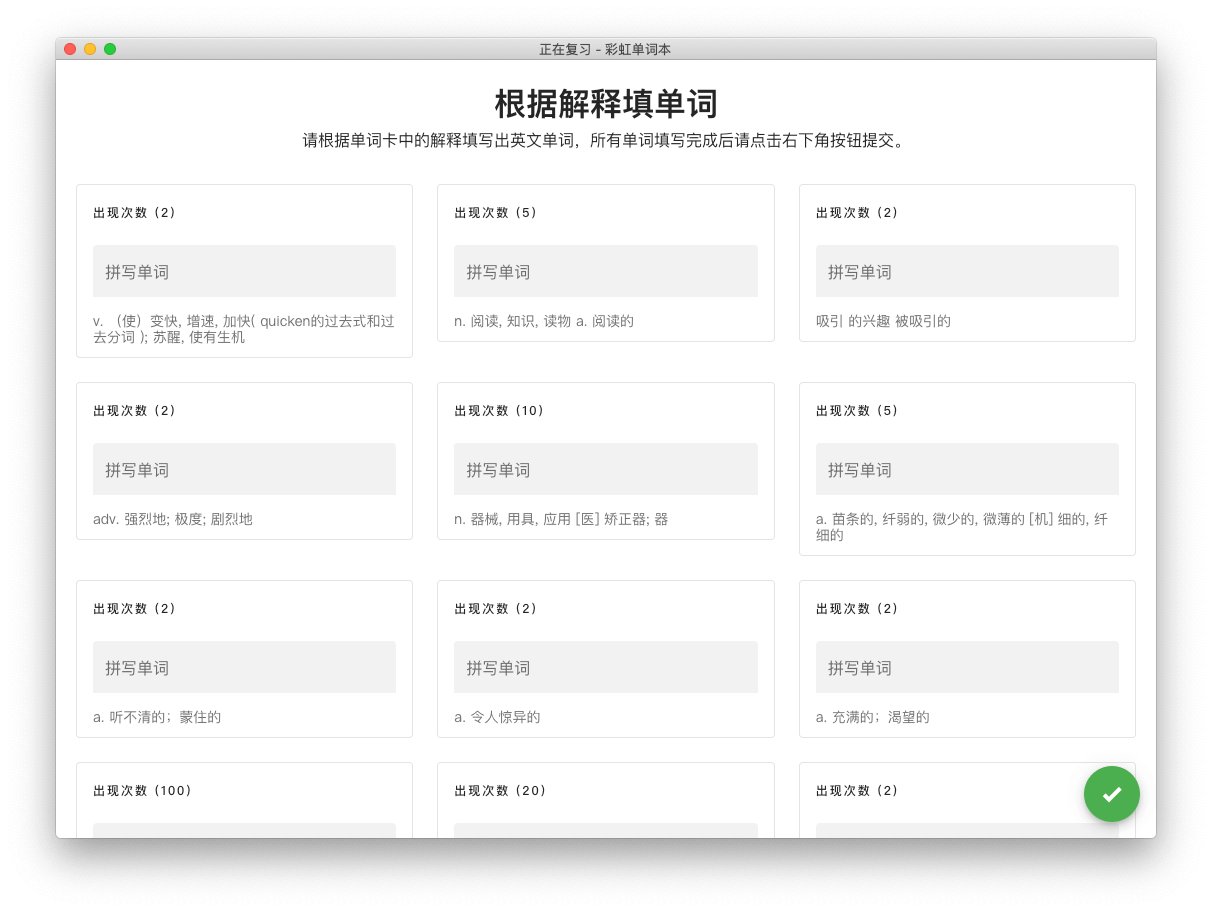 正在复习 - 彩虹单词本
根据解释填单词
请根据单词卡中的解释填写出英文单词，所有单词填写完成后请点击右下角按钮提交。
出现次数 (2)
拼写单词
v. （使）变快, 增速, 加快( quicken的过去式和过
去分词 ); 苏醒, 使有生机
出现次数 (5)
拼写单词
n. 阅读, 知识, 读物 a. 阅读的
出现次数 (2)
拼写单词
吸引 的兴趣 被吸引的
出现次数 (2)
拼写单词
adv. 强烈地; 极度; 剧烈地
出现次数 (10)
拼写单词
n. 器械, 用具, 应用 [医] 矫正器; 器
出现次数 (5)
拼写单词
a. 苗条的, 纤弱的, 微少的, 微薄的 [机] 细的, 纤
细的
出现次数 (2)
拼写单词
a. 听不清的；蒙住的
出现次数 (2)
拼写单词
a. 令人惊异的
出现次数 (2)
拼写单词
a. 充满的；渴望的
出现次数 (100)
出现次数 (20)
出现次数 (2)